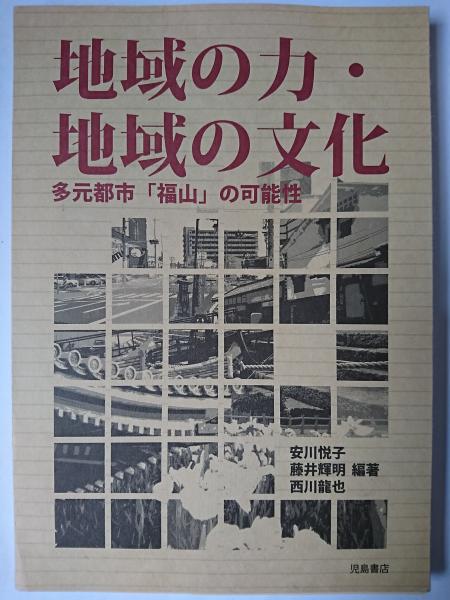 地域の力・
地域の文化
多元都市「福山」の可能性
安川悦子
藤井輝明 編著
西川龍也
児島書店